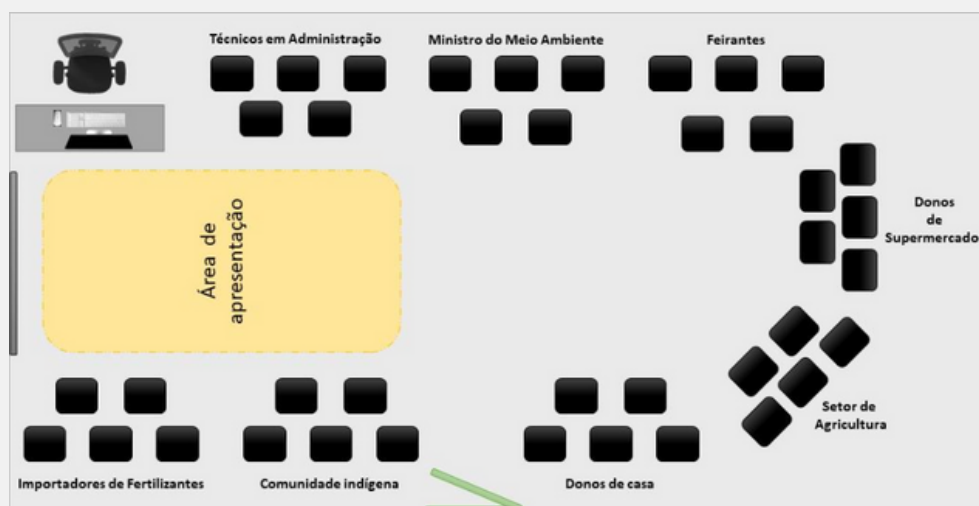 Técnicos em Administração
Ministro do Meio Ambiente
Feirantes
Área de
apresentação
Donos
de
Supermercado
Setor de
Agricultura
Importadores de Fertilizantes
Comunidade indígena
Donos de casa